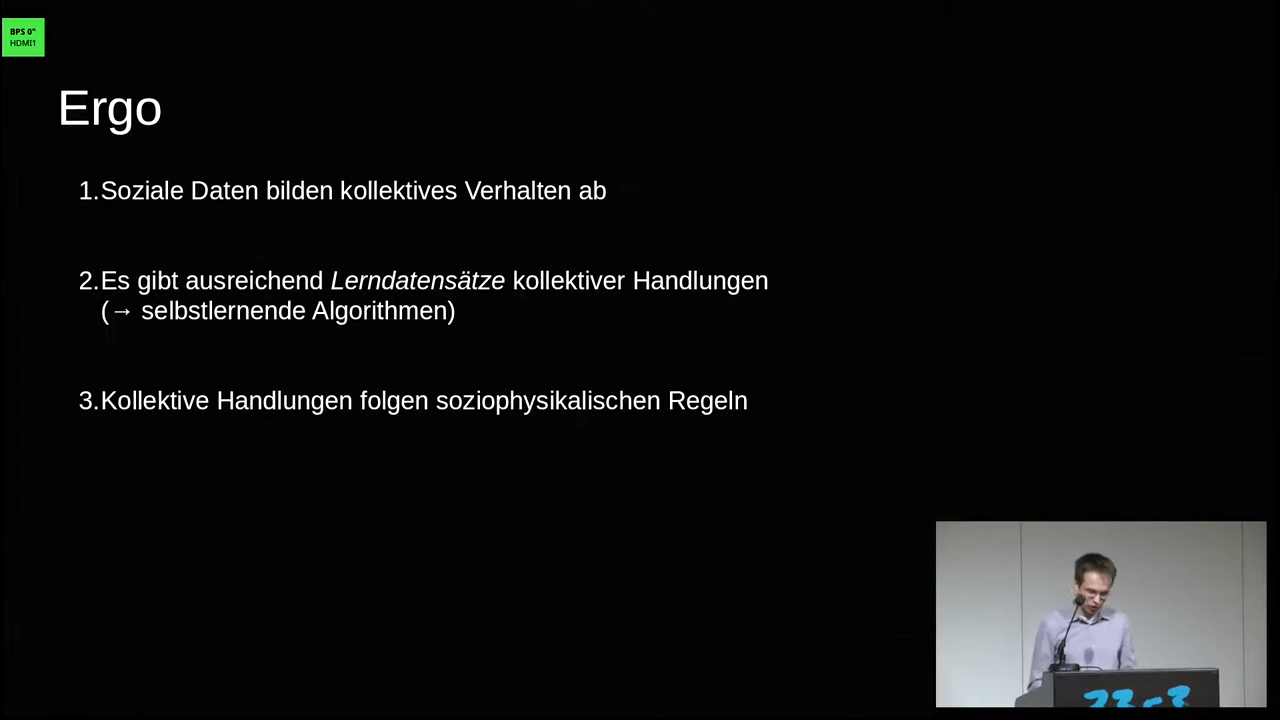 BPS 0"
HDMI1
Ergo
1.Soziale Daten bilden kollektives Verhalten ab
2.Es gibt ausreichend Lerndatensätze kollektiver Handlungen
(→ selbstlernende Algorithmen)
3.Kollektive Handlungen folgen soziophysikalischen Regeln